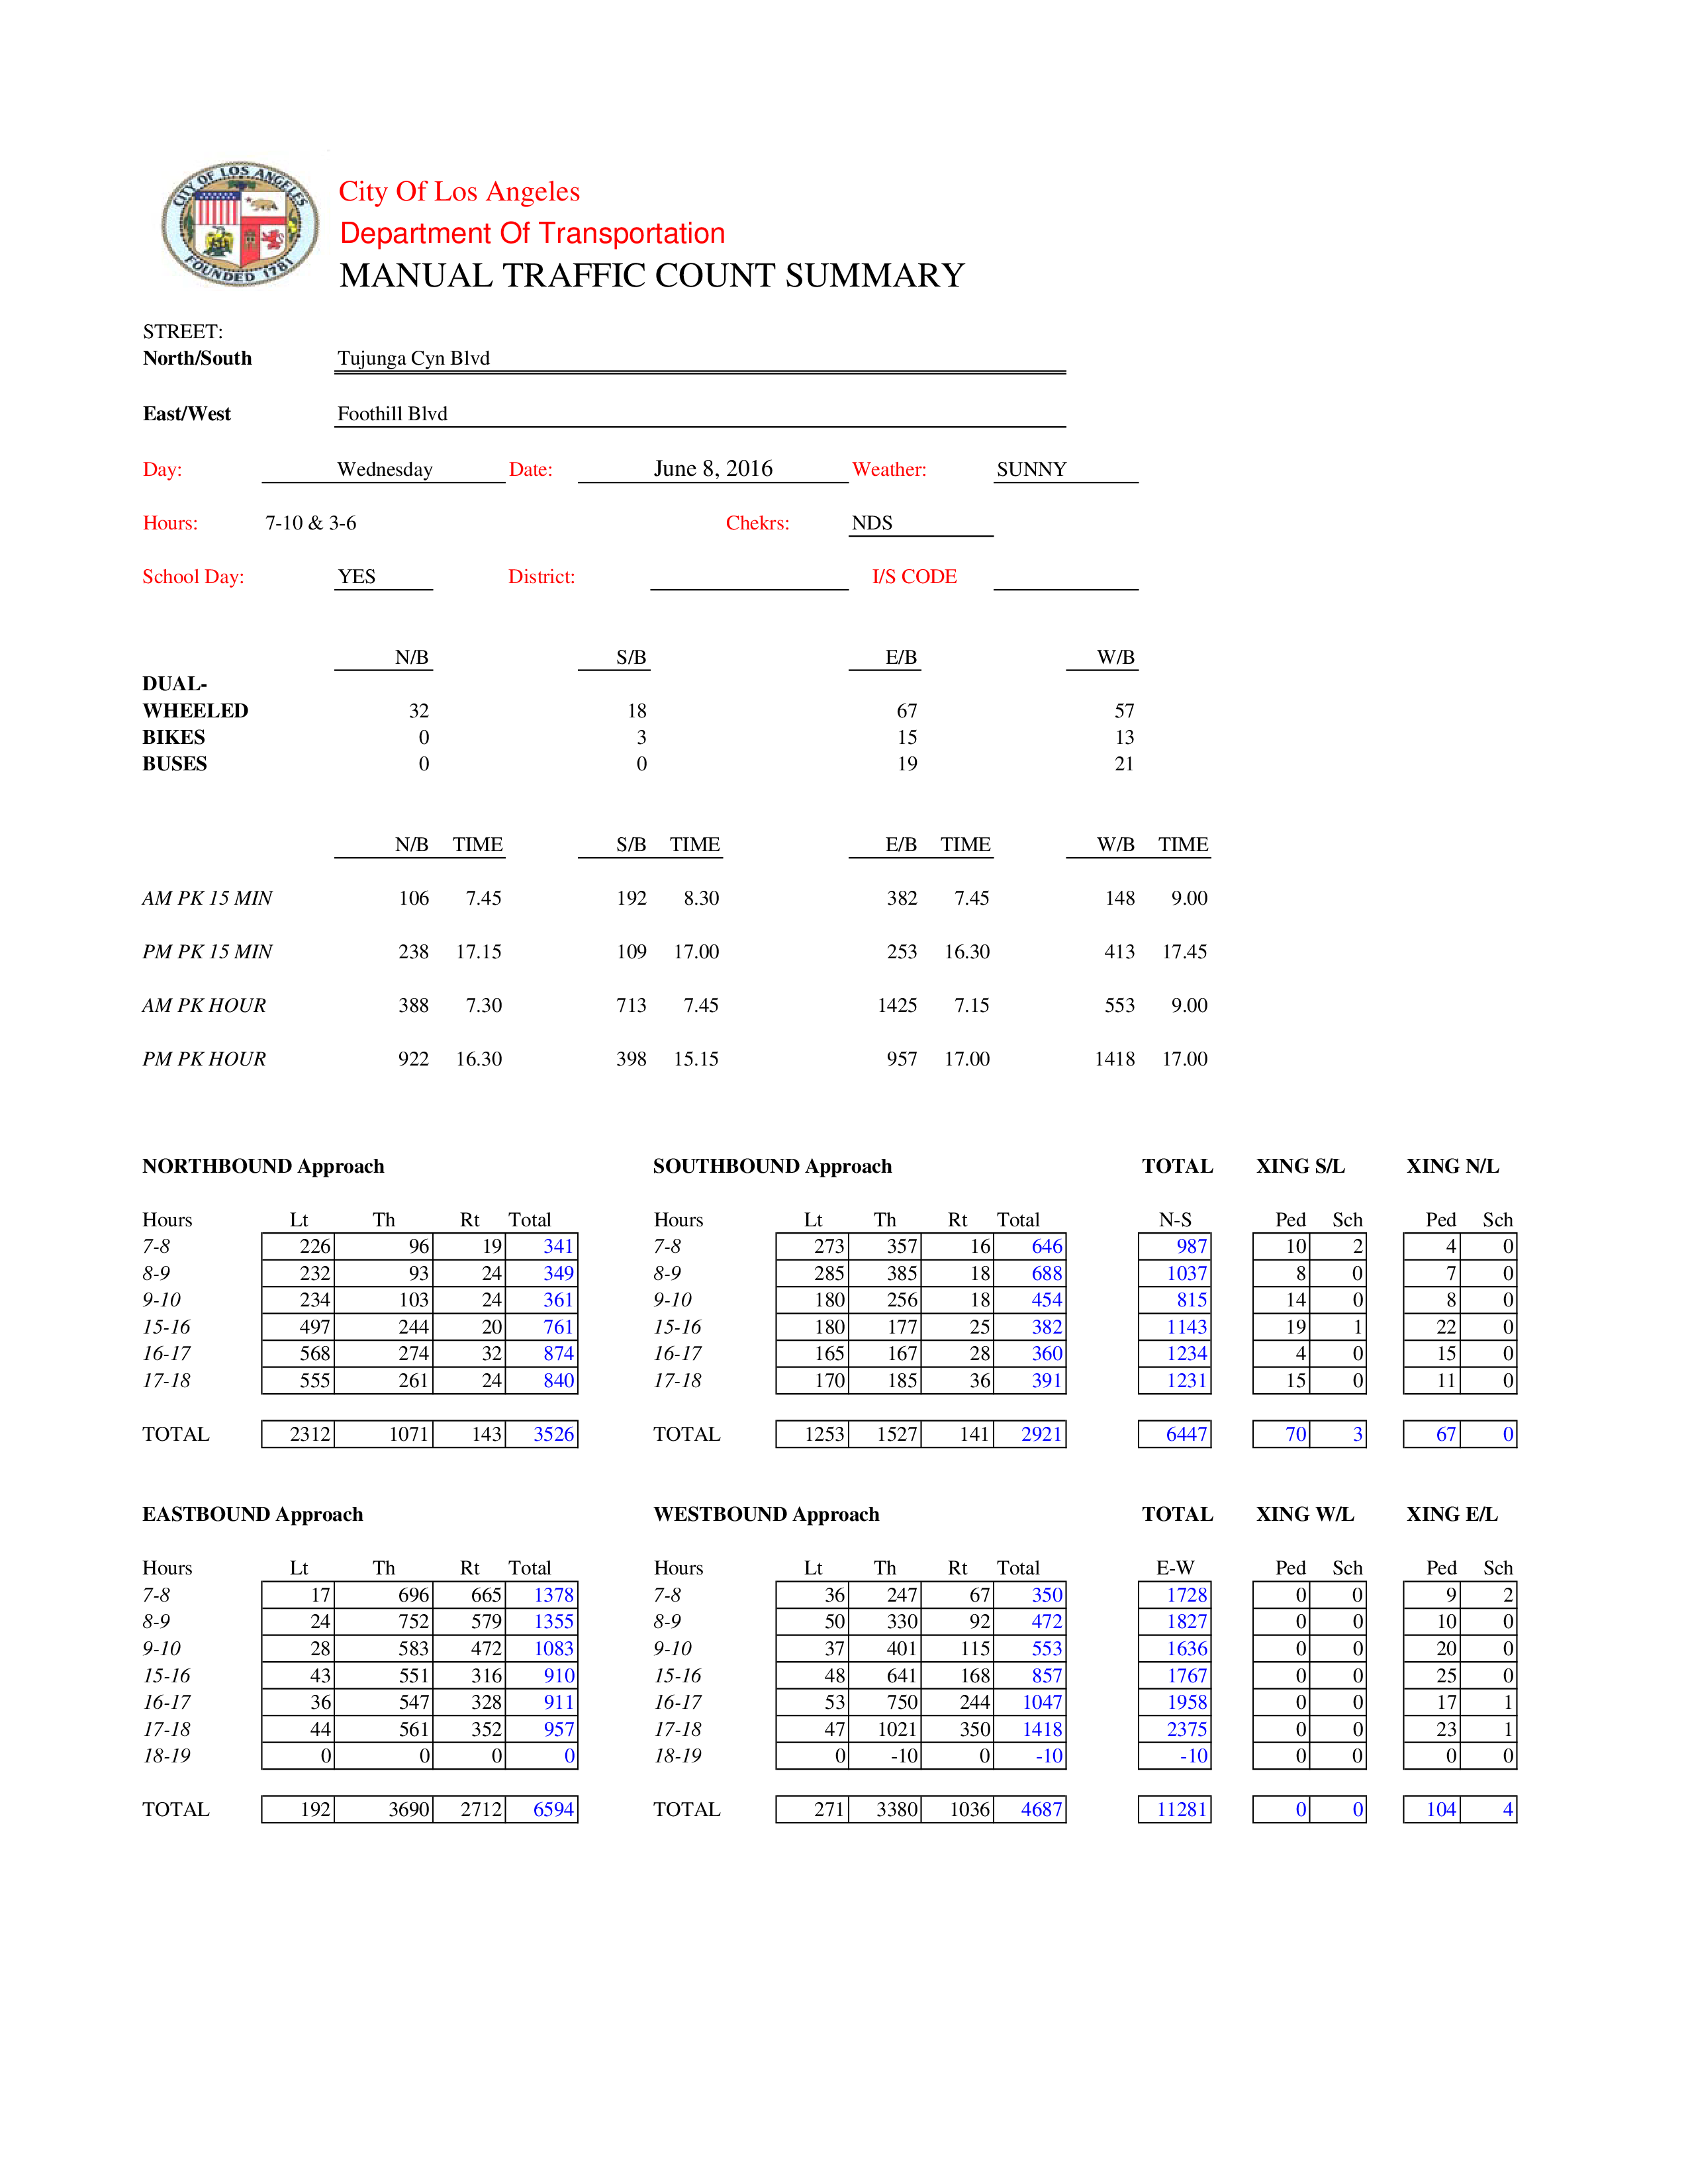 CITY OF LOS ANGELES
FOUNDED 1781
City Of Los Angeles
Department Of Transportation
MANUAL TRAFFIC COUNT SUMMARY
STREET:
North/South Tujunga Cyn Blvd
East/West Foothill Blvd
Day: Wednesday Date: June 8, 2016 Weather: SUNNY
Hours: 7-10 & 3-6 Chekrs: NDS
School Day: YES District: I/S CODE
N/B S/B E/B W/B
DUAL-
WHEELED 32 18 67 57
BIKES 0 3 15 13
BUSES 0 0 19 21
N/B TIME S/B TIME E/B TIME W/B TIME
AM PK 15 MIN 106 7.45 192 8.30 382 7.45 148 9.00
PM PK 15 MIN 238 17.15 109 17.00 253 16.30 413 17.45
AM PK HOUR 388 7.30 713 7.45 1425 7.15 553 9.00
PM PK HOUR 922 16.30 398 15.15 957 17.00 1418 17.00
NORTHBOUND Approach SOUTHBOUND Approach TOTAL XING S/L XING N/L
Hours Lt Th Rt Total Hours Lt Th Rt Total N-S Ped Sch Ped Sch
7-8 226 96 19 341 7-8 273 357 16 646 987 10 2 4 0
8-9 232 93 24 349 8-9 285 385 18 688 1037 8 0 7 0
9-10 234 103 24 361 9-10 180 256 18 454 815 14 0 8 0
15-16 497 244 20 761 15-16 180 177 25 382 1143 19 1 22 0
16-17 568 274 32 874 16-17 165 167 28 360 1234 4 0 15 0
17-18 555 261 24 840 17-18 170 185 36 391 1231 15 0 11 0
TOTAL 2312 1071 143 3526 TOTAL 1253 1527 141 2921 6447 70 3 67 0
EASTBOUND Approach WESTBOUND Approach TOTAL XING W/L XING E/L
Hours Lt Th Rt Total Hours Lt Th Rt Total E-W Ped Sch Ped Sch
7-8 17 696 665 1378 7-8 36 247 67 350 1728 0 0 9 2
8-9 24 752 579 1355 8-9 50 330 92 472 1827 0 0 10 0
9-10 28 583 472 1083 9-10 37 401 115 553 1636 0 0 20 0
15-16 43 551 316 910 15-16 48 641 168 857 1767 0 0 25 0
16-17 36 547 328 911 16-17 53 750 244 1047 1958 0 0 17 1
17-18 44 561 352 957 17-18 47 1021 350 1418 2375 0 0 23 1
18-19 0 0 0 0 18-19 0 -10 0 -10 -10 0 0 0 0
TOTAL 192 3690 2712 6594 TOTAL 271 3380 1036 4687 11281 0 0 104 4